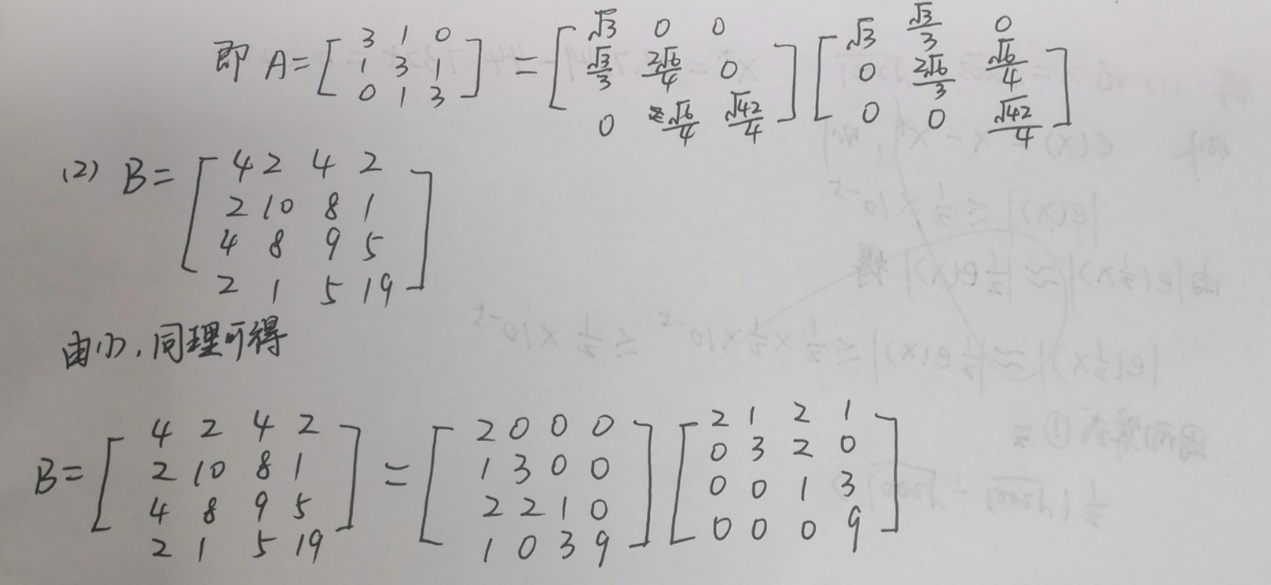 即 A = [ 3 1 0 ; 1 3 1 ; 0 1 3 ] = [ √3 0 0 ; √3/3 2√6/4 0 ; 0 √6/4 √42/4 ] [ √3 √3/3 0 ; 0 2√6/3 √6/4 ; 0 0 √42/4 ]
(2) B = [ 4 2 4 2 ; 2 10 8 1 ; 4 8 9 5 ; 2 1 5 19 ]
由(1),同理可得
B = [ 4 2 4 2 ; 2 10 8 1 ; 4 8 9 5 ; 2 1 5 19 ] = [ 2 0 0 0 ; 1 3 0 0 ; 2 2 1 0 ; 1 0 3 9 ] [ 2 1 2 1 ; 0 3 2 0 ; 0 0 1 3 ; 0 0 0 9 ]